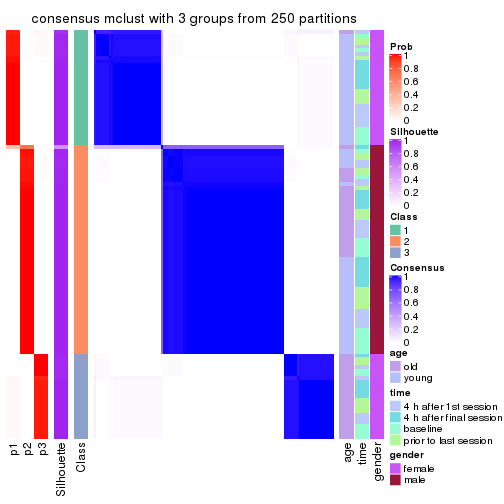 consensus mclust with 3 groups from 250 partitions
Prob
1
0.8
0.6
0.4
0.2
0
Silhouette
1
0.8
0.6
0.4
0.2
0
Class
1
2
3
Consensus
1
0.8
0.6
0.4
0.2
0
age
old
young
time
4 h after 1st session
4 h after final session
baseline
prior to last session
gender
female
male
p1
p2
p3
Silhouette
Class
age
time
gender